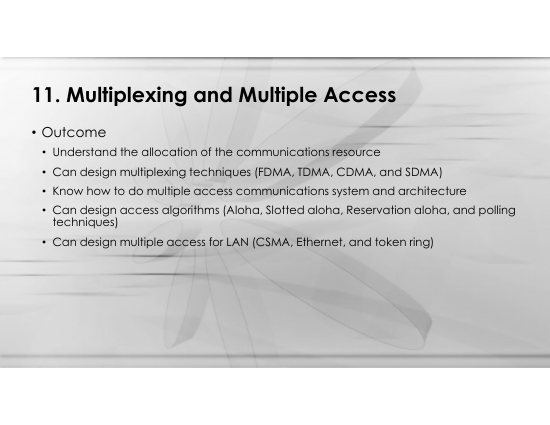 11. Multiplexing and Multiple Access
• Outcome
• Understand the allocation of the communications resource
• Can design multiplexing techniques (FDMA, TDMA, CDMA, and SDMA)
• Know how to do multiple access communications system and architecture
• Can design access algorithms (Aloha, Slotted aloha, Reservation aloha, and polling
techniques)
• Can design multiple access for LAN (CSMA, Ethernet, and token ring)